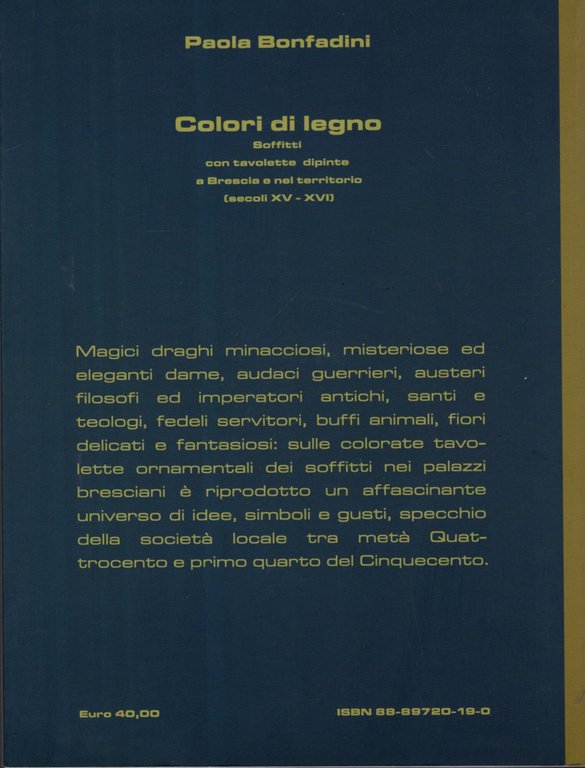 Paola Bonfadini
Colori di legno
Soffitti
con tavolette dipinte
a Brescia e nel territorio
(secoli XV - XVI)
Magici draghi minacciosi, misteriose ed
eleganti dame, audaci guerrieri, austeri
filosofi ed imperatori antichi, santi e
teologi, fedeli servitori, buffi animali, fiori
delicati e fantasiosi: sulle colorate tavo-
lette ornamentali dei soffitti nei palazzi
bresciani è riprodotto un affascinante
universo di idee, simboli e gusti, specchio
della società locale tra metà Quat-
trocento e primo quarto del Cinquecento.
Euro 40,00
ISBN 88-89720-19-0